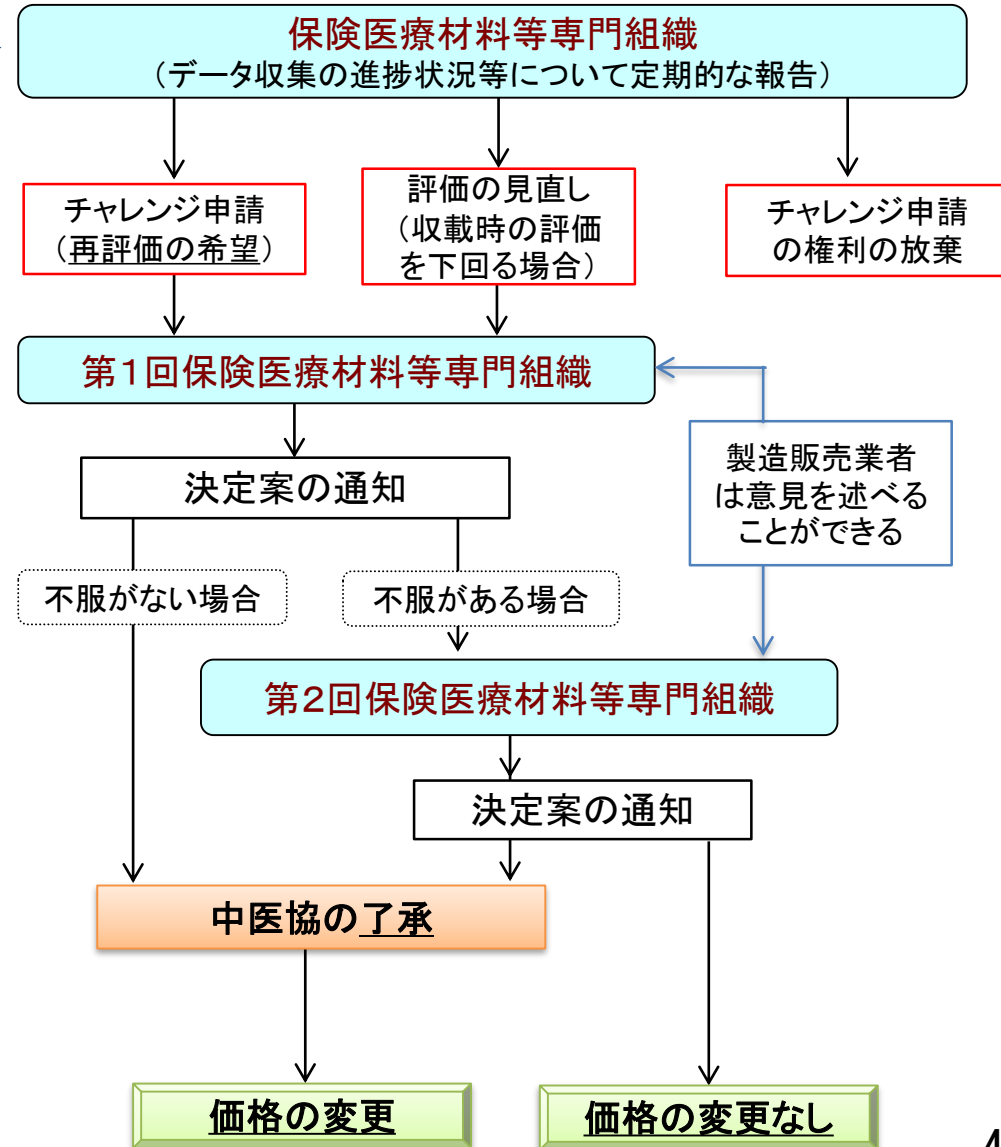 保険医療材料等専門組織
（データ収集の進捗状況等について定期的な報告）
チャレンジ申請
（再評価の希望）
評価の見直し
（収載時の評価
を下回る場合）
チャレンジ申請
の権利の放棄
第１回保険医療材料等専門組織
製造販売業者
は意見を述べる
ことができる
決定案の通知
不服がない場合
不服がある場合
第２回保険医療材料等専門組織
決定案の通知
中医協の了承
価格の変更
価格の変更なし
4